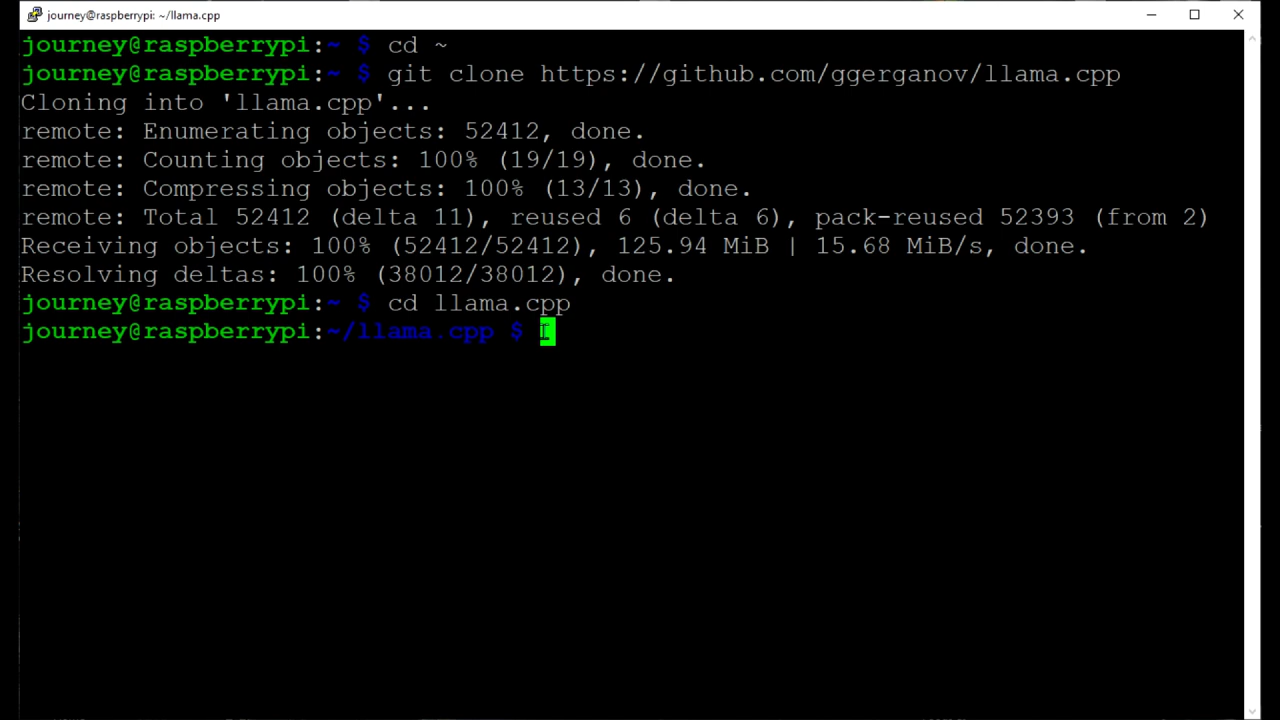 journey@raspberrypi: ~/llama.cpp
journey@raspberrypi:~ $ cd ~
journey@raspberrypi:~ $ git clone https://github.com/ggerganov/llama.cpp
Cloning into 'llama.cpp'...
remote: Enumerating objects: 52412, done.
remote: Counting objects: 100% (19/19), done.
remote: Compressing objects: 100% (13/13), done.
remote: Total 52412 (delta 11), reused 6 (delta 6), pack-reused 52393 (from 2)
Receiving objects: 100% (52412/52412), 125.94 MiB | 15.68 MiB/s, done.
Resolving deltas: 100% (38012/38012), done.
journey@raspberrypi:~ $ cd llama.cpp
journey@raspberrypi:~/llama.cpp $